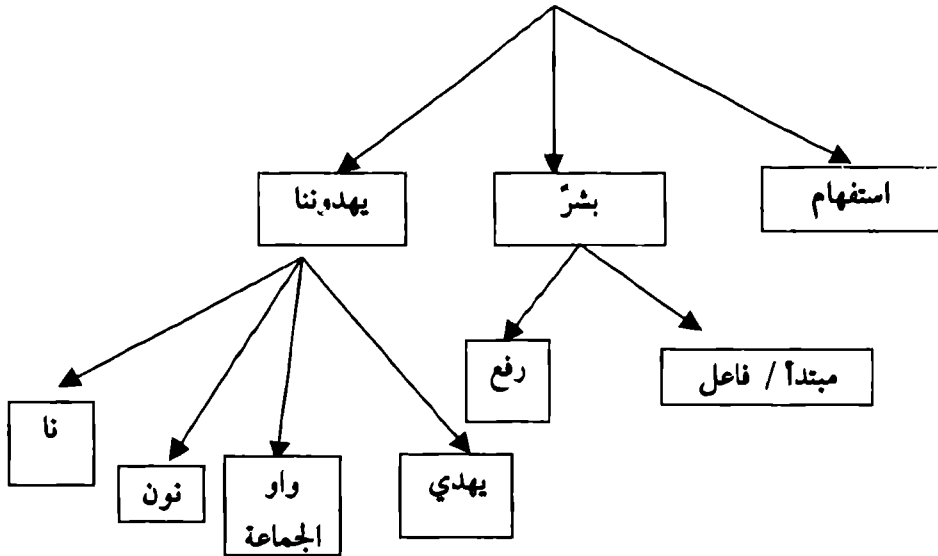 استفهام
بشرٌ
يهدوننا
مبتدأ / فاعل
رفع
يهدي
واو
الجماعة
نون
نا